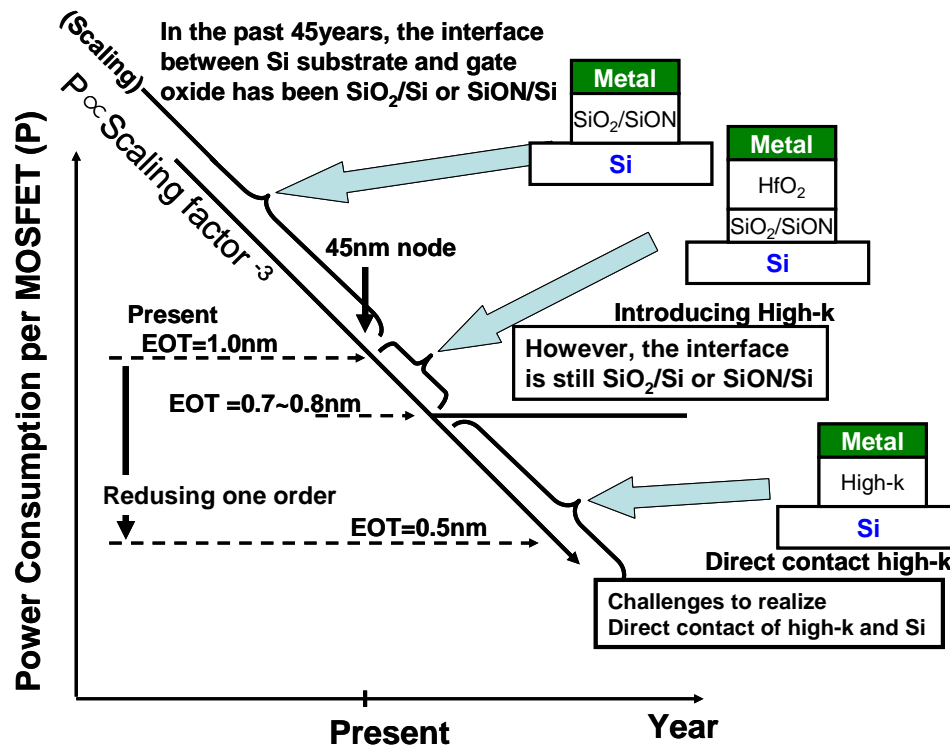 (Scaling)
In the past 45years, the interface
between Si substrate and gate
oxide has been SiO₂/Si or SiON/Si
P∝Scaling factor ⁻³
Power Consumption per MOSFET (P)
Metal
SiO₂/SiON
Si
Metal
HfO₂
SiO₂/SiON
Si
45nm node
Introducing High-k
However, the interface
is still SiO₂/Si or SiON/Si
Present
EOT=1.0nm
EOT =0.7~0.8nm
Redusing one order
EOT=0.5nm
Metal
High-k
Si
Direct contact high-k
Challenges to realize
Direct contact of high-k and Si
Present
Year